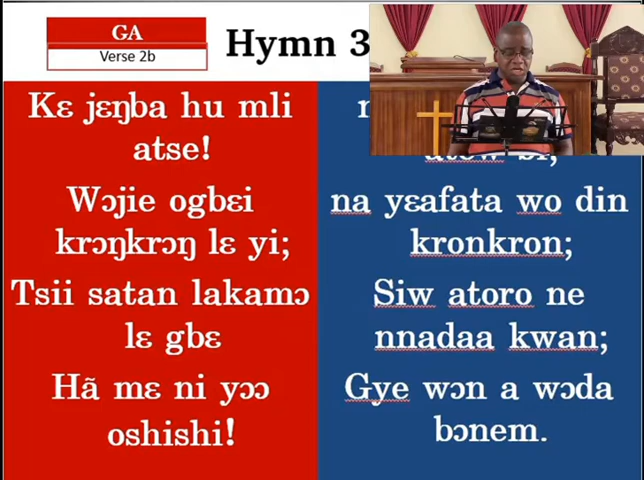 GA
Verse 2b
Hymn 3
Kɛ jɛŋba hu mli
atse!
Wɔjie ogbɛi
krɔŋkrɔŋ lɛ yi;
Tsii satan lakamɔ
lɛ gbɛ
Hã mɛ ni yɔɔ
oshishi!
na yɛafata wo din
kronkron;
Siw atoro ne
nnadaa kwan;
Gye wɔn a wɔda
bɔnem.